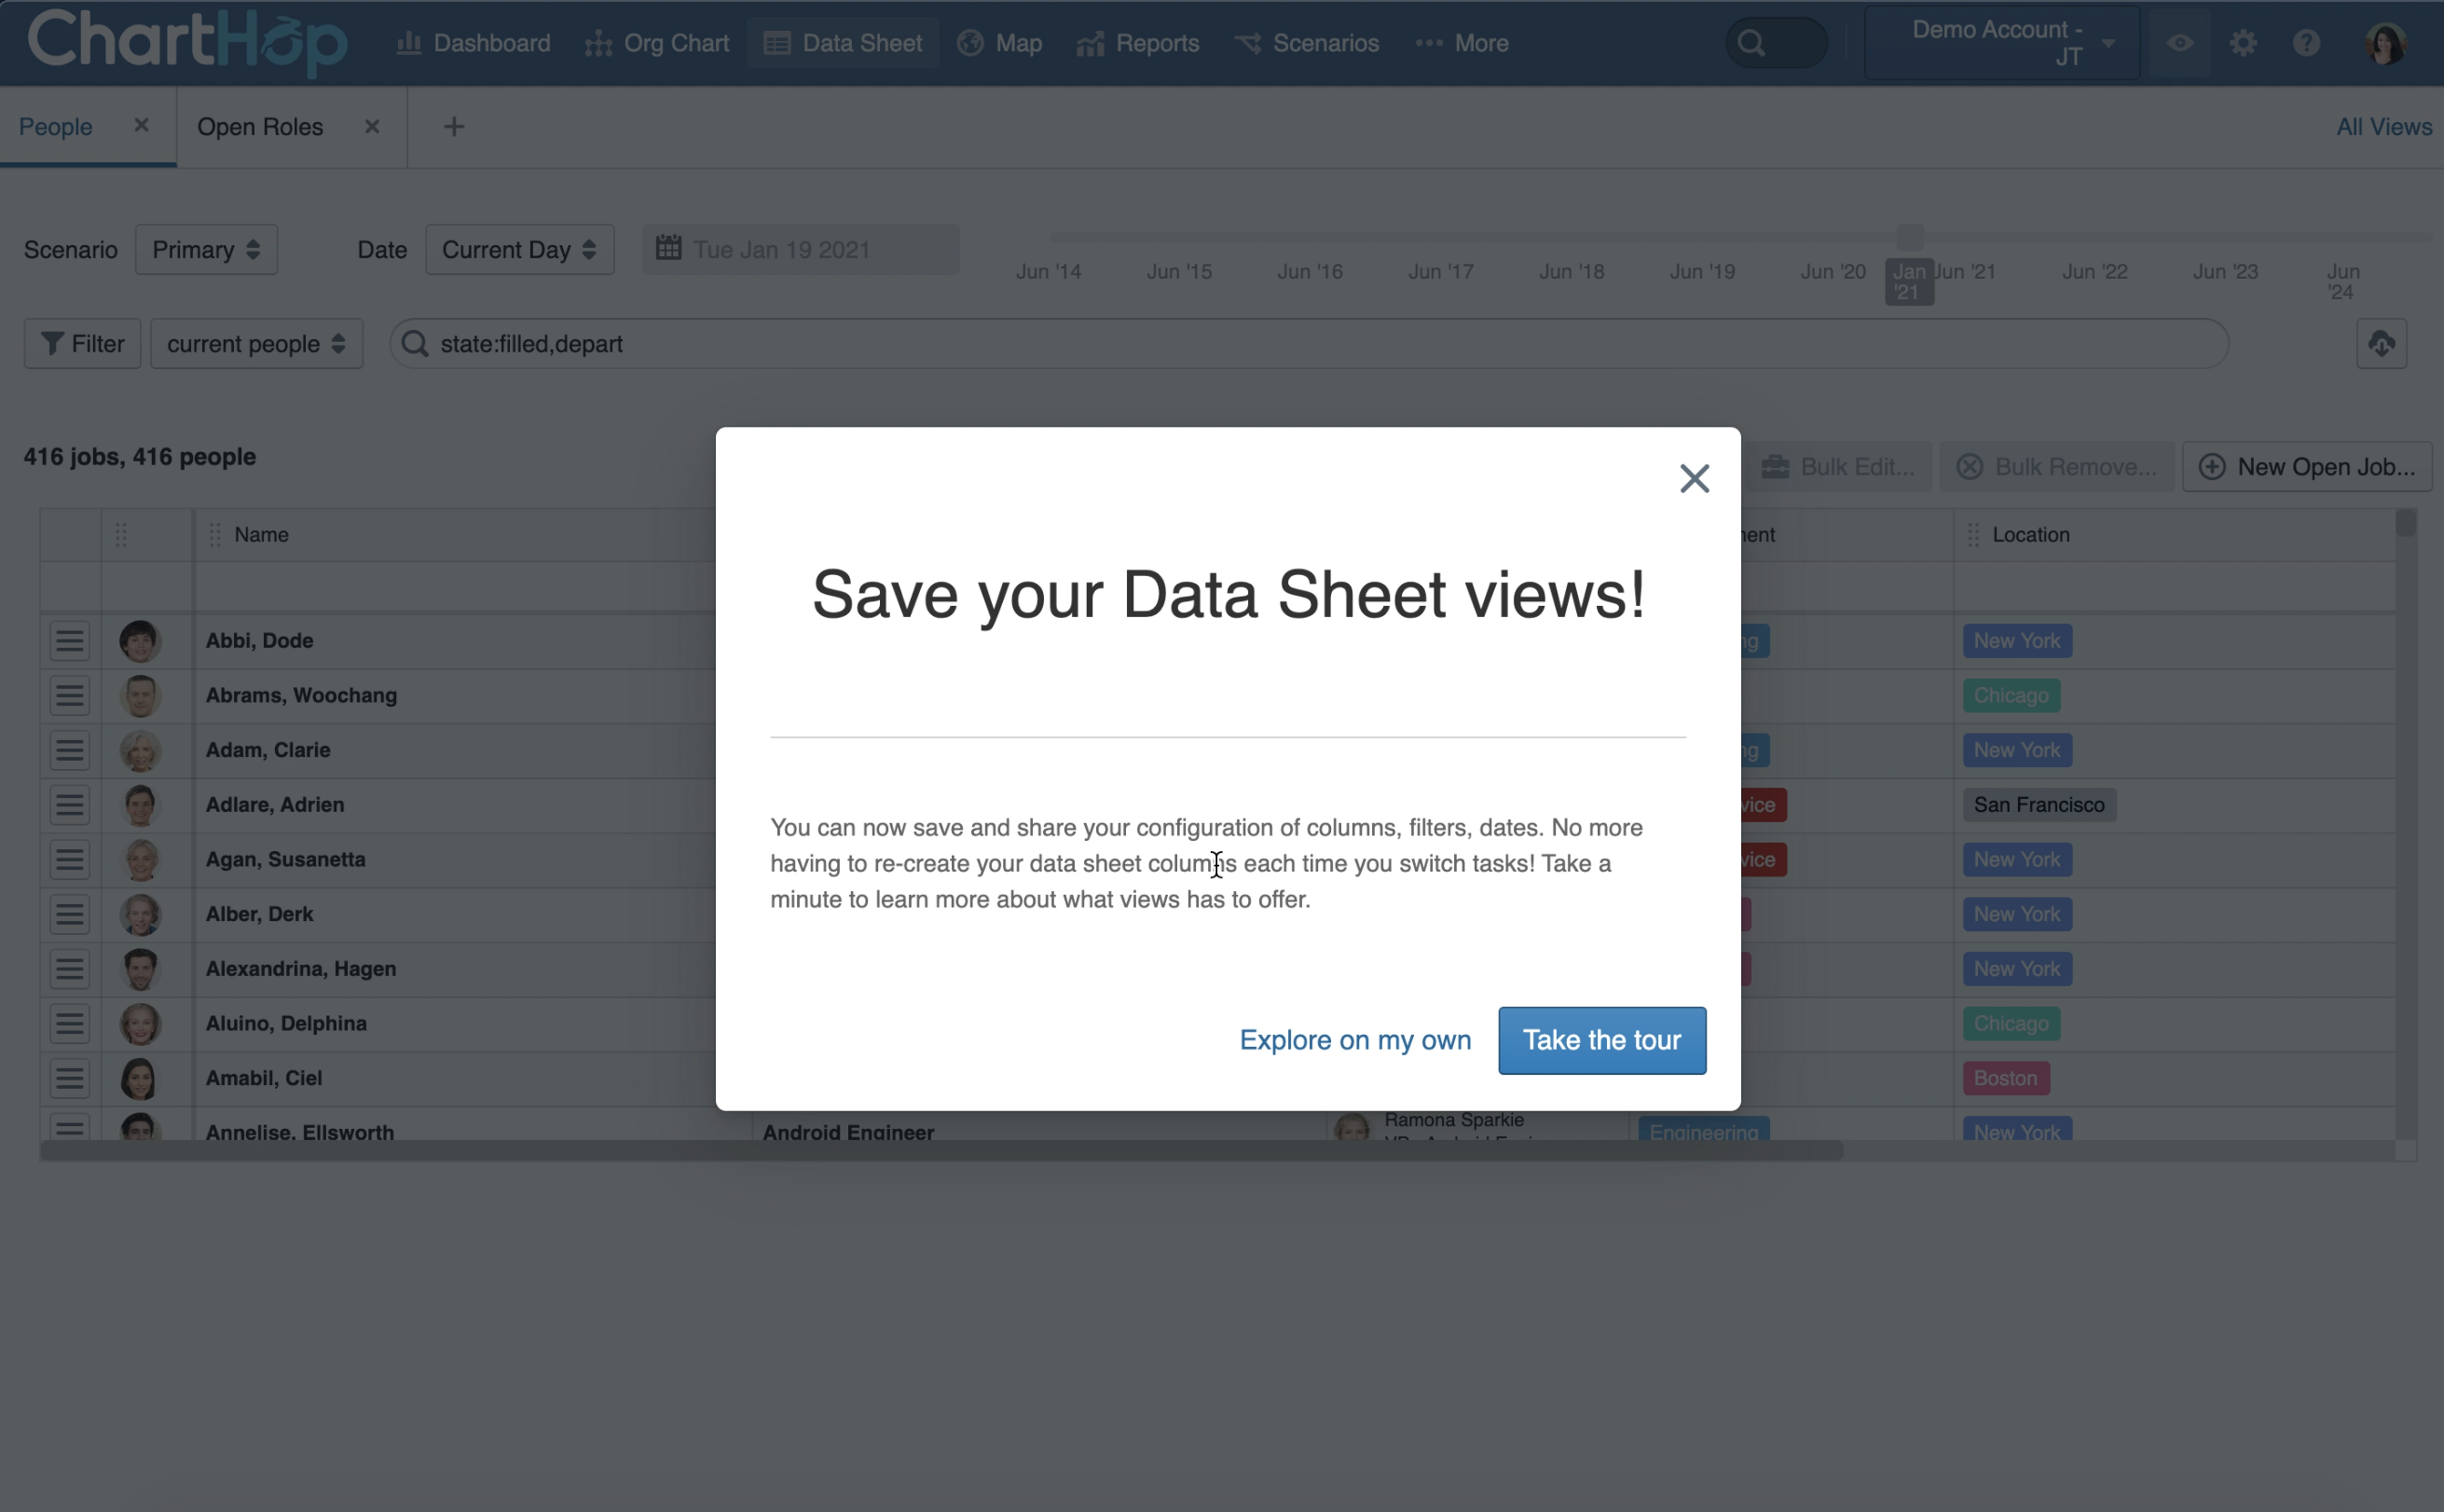 ChartHop
Dashboard
Org Chart
Data Sheet
Map
Reports
Scenarios
More
Demo Account -
JT
People
Open Roles
All Views
Scenario
Primary
Date
Current Day
Tue Jan 19 2021
Jun '14
Jun '15
Jun '16
Jun '17
Jun '18
Jun '19
Jun '20
Jan
'21
Jun '21
Jun '22
Jun '23
Jun
'24
Filter
current people
state:filled,depart
416 jobs, 416 people
Bulk Edit...
Bulk Remove...
New Open Job...
Name
Location
Save your Data Sheet views!
You can now save and share your configuration of columns, filters, dates. No more
having to re-create your data sheet columns each time you switch tasks! Take a
minute to learn more about what views has to offer.
Explore on my own
Take the tour
Abbi, Dode
New York
Abrams, Woochang
Chicago
Adam, Clarie
New York
Adlare, Adrien
San Francisco
Agan, Susanetta
New York
Alber, Derk
New York
Alexandrina, Hagen
New York
Aluino, Delphina
Chicago
Amabil, Ciel
Boston
Annelise, Ellsworth
Android Engineer
Ramona Sparkie
Engineering
New York